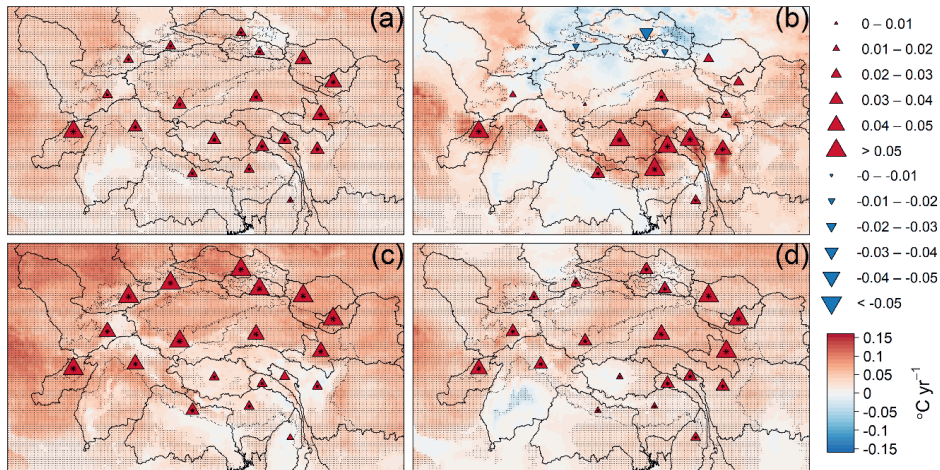 (a)
(b)
(c)
(d)
0 – 0.01
0.01 – 0.02
0.02 – 0.03
0.03 – 0.04
0.04 – 0.05
> 0.05
-0 – -0.01
-0.01 – -0.02
-0.02 – -0.03
-0.03 – -0.04
-0.04 – -0.05
< -0.05
0.15
0.1
0.05
0
-0.05
-0.1
-0.15
°C yr⁻¹